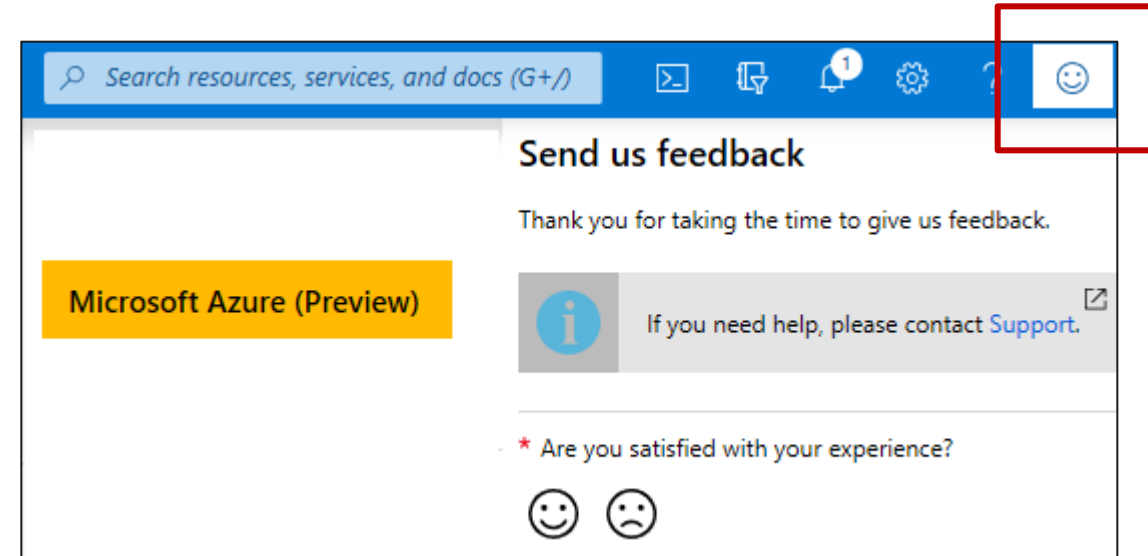 Search resources, services, and docs (G+/)
1
?
Send us feedback
Thank you for taking the time to give us feedback.
Microsoft Azure (Preview)
i
If you need help, please contact Support.
* Are you satisfied with your experience?